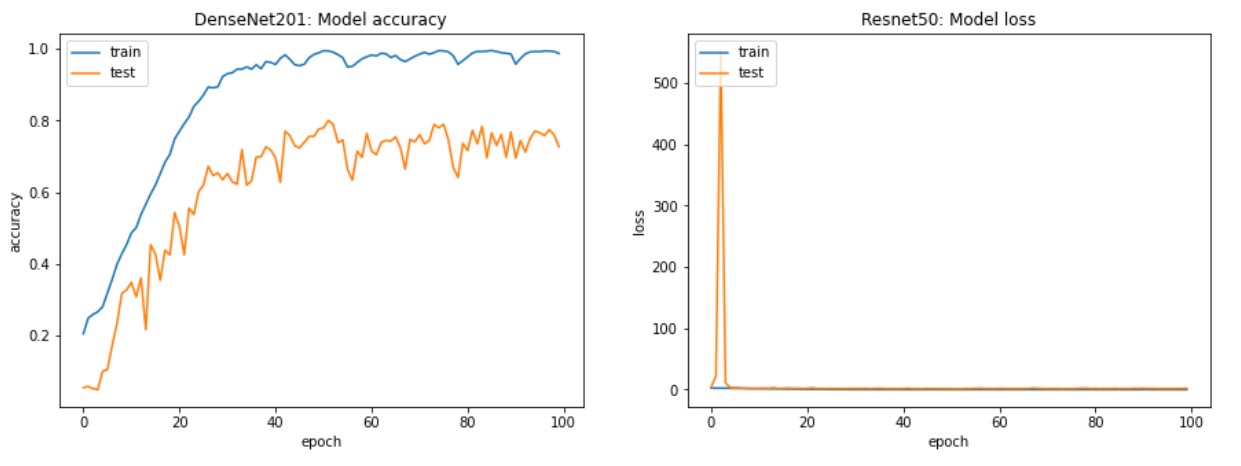 DenseNet201: Model accuracy
train
test
1.0
0.8
0.6
0.4
0.2
accuracy
0 20 40 60 80 100
epoch
Resnet50: Model loss
train
test
500
400
300
200
100
0
loss
0 20 40 60 80 100
epoch